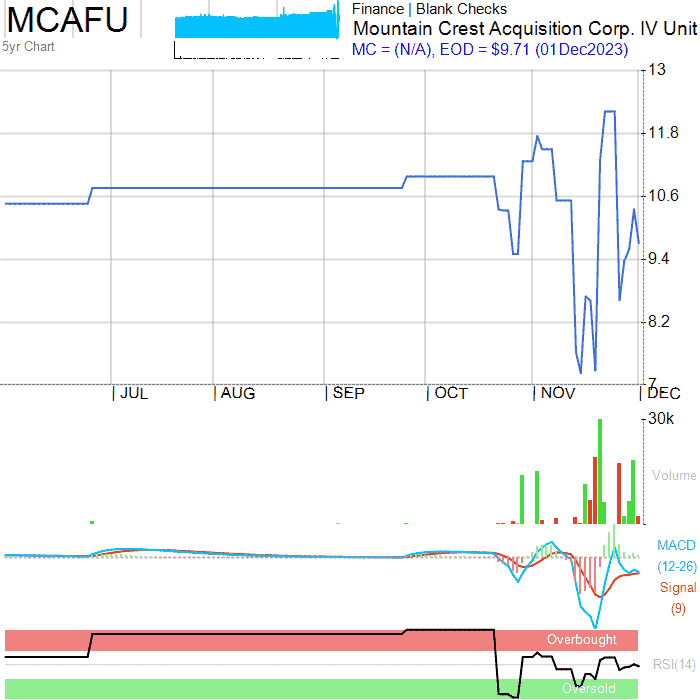 MCAFU
5yr Chart
Finance | Blank Checks
Mountain Crest Acquisition Corp. IV Unit
MC = (N/A), EOD = $9.71 (01Dec2023)
13
11.8
10.6
9.4
8.2
7
JUL AUG SEP OCT NOV DEC
30k
Volume
MACD
(12-26)
Signal
(9)
Overbought
RSI(14)
Oversold